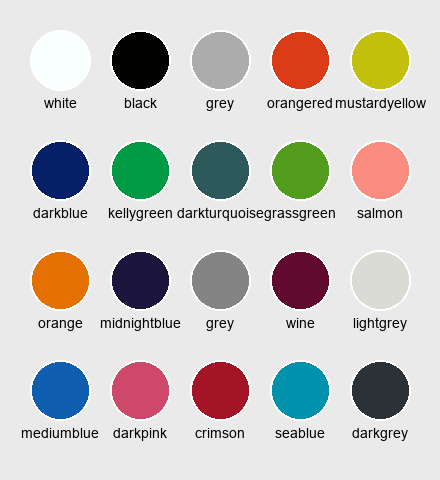 white black grey orangered mustardyellow
darkblue kellygreen darkturquoise grassgreen salmon
orange midnightblue grey wine lightgrey
mediumblue darkpink crimson seablue darkgrey